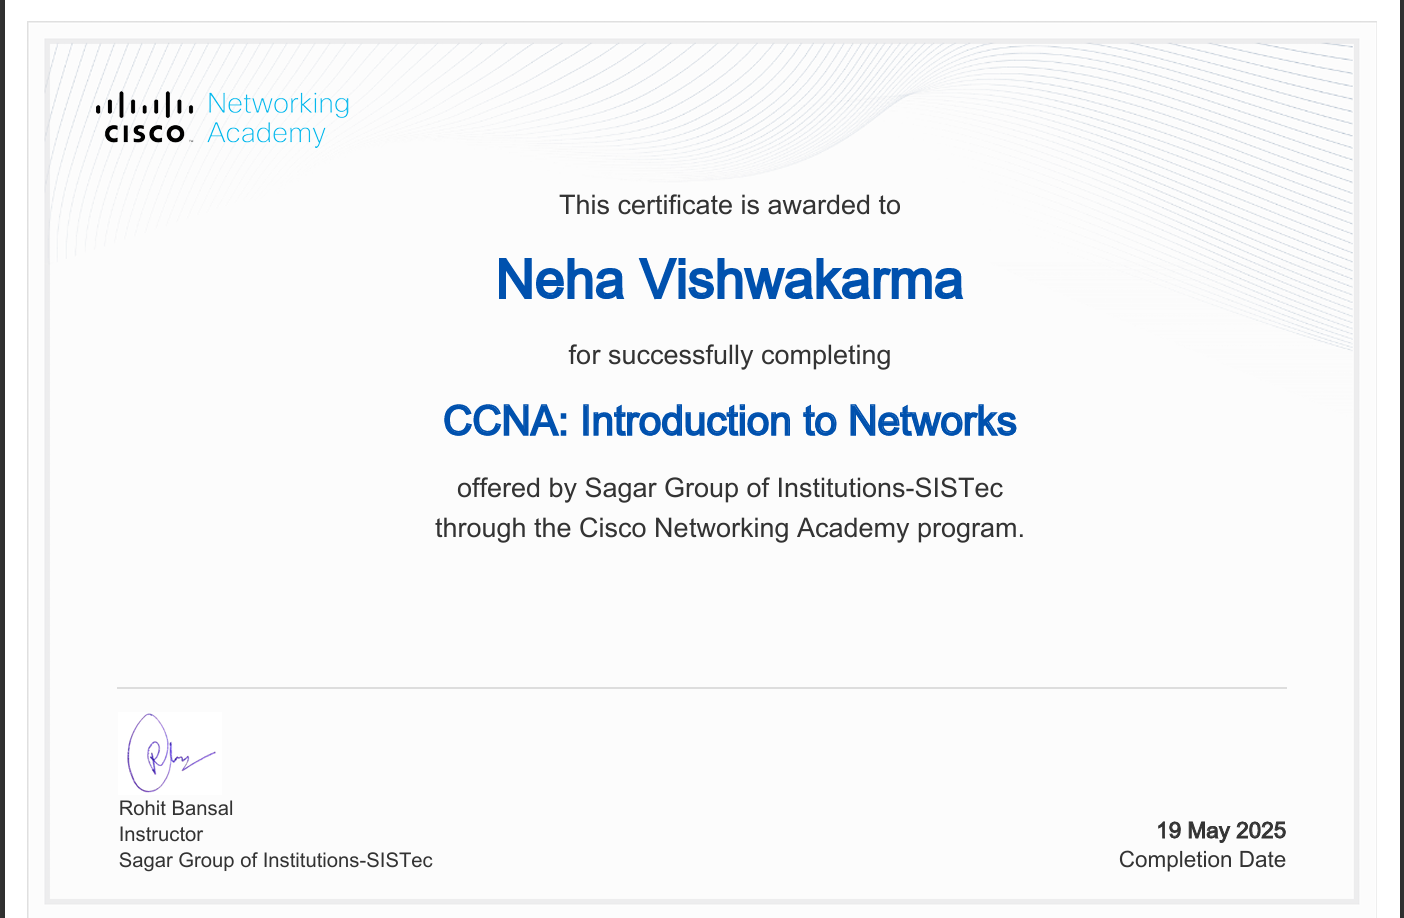 CISCO
Networking
Academy
This certificate is awarded to
Neha Vishwakarma
for successfully completing
CCNA: Introduction to Networks
offered by Sagar Group of Institutions-SISTec
through the Cisco Networking Academy program.
Rohit Bansal
Instructor
Sagar Group of Institutions-SISTec
19 May 2025
Completion Date